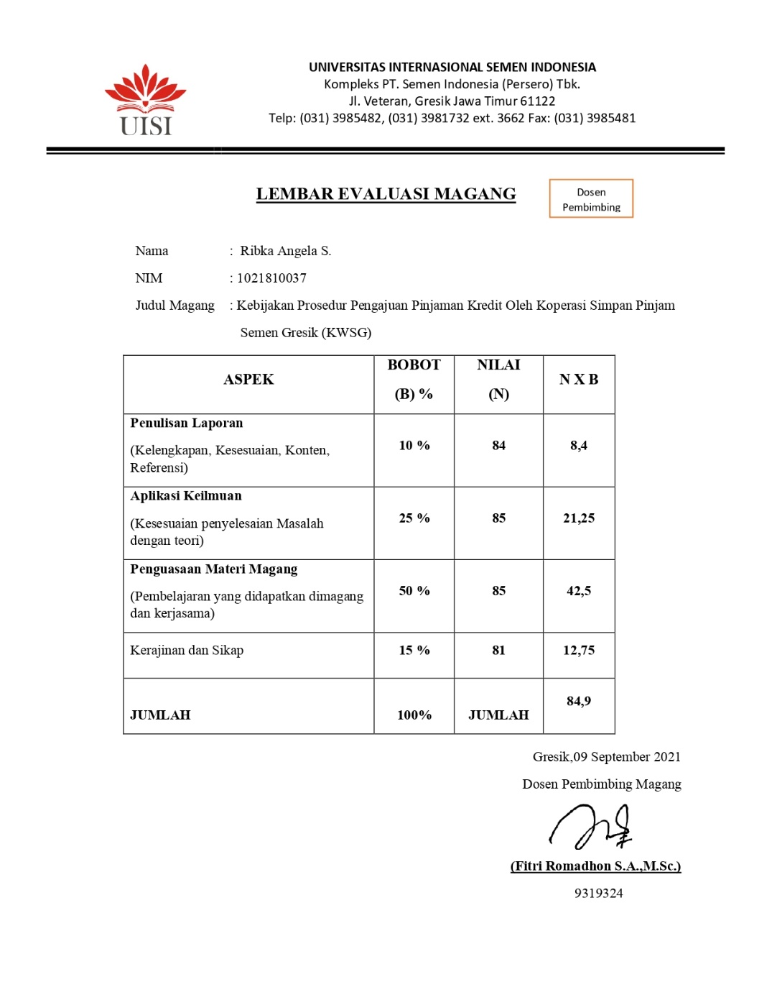 UISI
UNIVERSITAS INTERNASIONAL SEMEN INDONESIA
Kompleks PT. Semen Indonesia (Persero) Tbk.
Jl. Veteran, Gresik Jawa Timur 61122
Telp: (031) 3985482, (031) 3981732 ext. 3662 Fax: (031) 3985481
LEMBAR EVALUASI MAGANG
Dosen
Pembimbing
Nama : Ribka Angela S.
NIM : 1021810037
Judul Magang : Kebijakan Prosedur Pengajuan Pinjaman Kredit Oleh Koperasi Simpan Pinjam
Semen Gresik (KWSG)
ASPEK
BOBOT
(B) %
NILAI
(N)
N X B
Penulisan Laporan
(Kelengkapan, Kesesuaian, Konten,
Referensi)
10 %
84
8,4
Aplikasi Keilmuan
(Kesesuaian penyelesaian Masalah
dengan teori)
25 %
85
21,25
Penguasaan Materi Magang
(Pembelajaran yang didapatkan dimagang
dan kerjasama)
50 %
85
42,5
Kerajinan dan Sikap
15 %
81
12,75
JUMLAH
100%
JUMLAH
84,9
Gresik,09 September 2021
Dosen Pembimbing Magang
(Fitri Romadhon S.A.,M.Sc.)
9319324